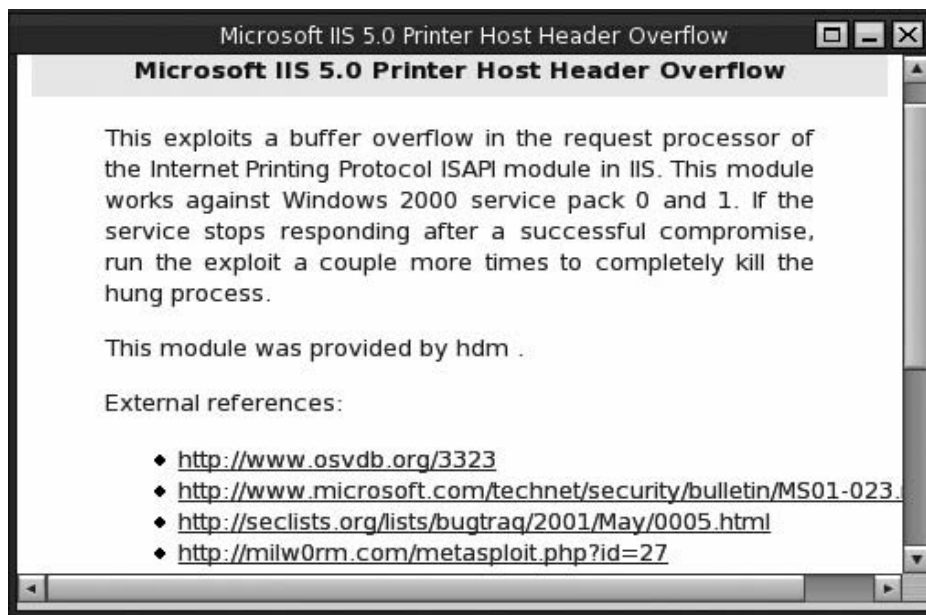 Microsoft IIS 5.0 Printer Host Header Overflow
Microsoft IIS 5.0 Printer Host Header Overflow
This exploits a buffer overflow in the request processor of
the Internet Printing Protocol ISAPI module in IIS. This module
works against Windows 2000 service pack 0 and 1. If the
service stops responding after a successful compromise,
run the exploit a couple more times to completely kill the
hung process.
This module was provided by hdm .
External references:
http://www.osvdb.org/3323
http://www.microsoft.com/technet/security/bulletin/MS01-023.
http://seclists.org/lists/bugtraq/2001/May/0005.html
http://milw0rm.com/metasploit.php?id=27